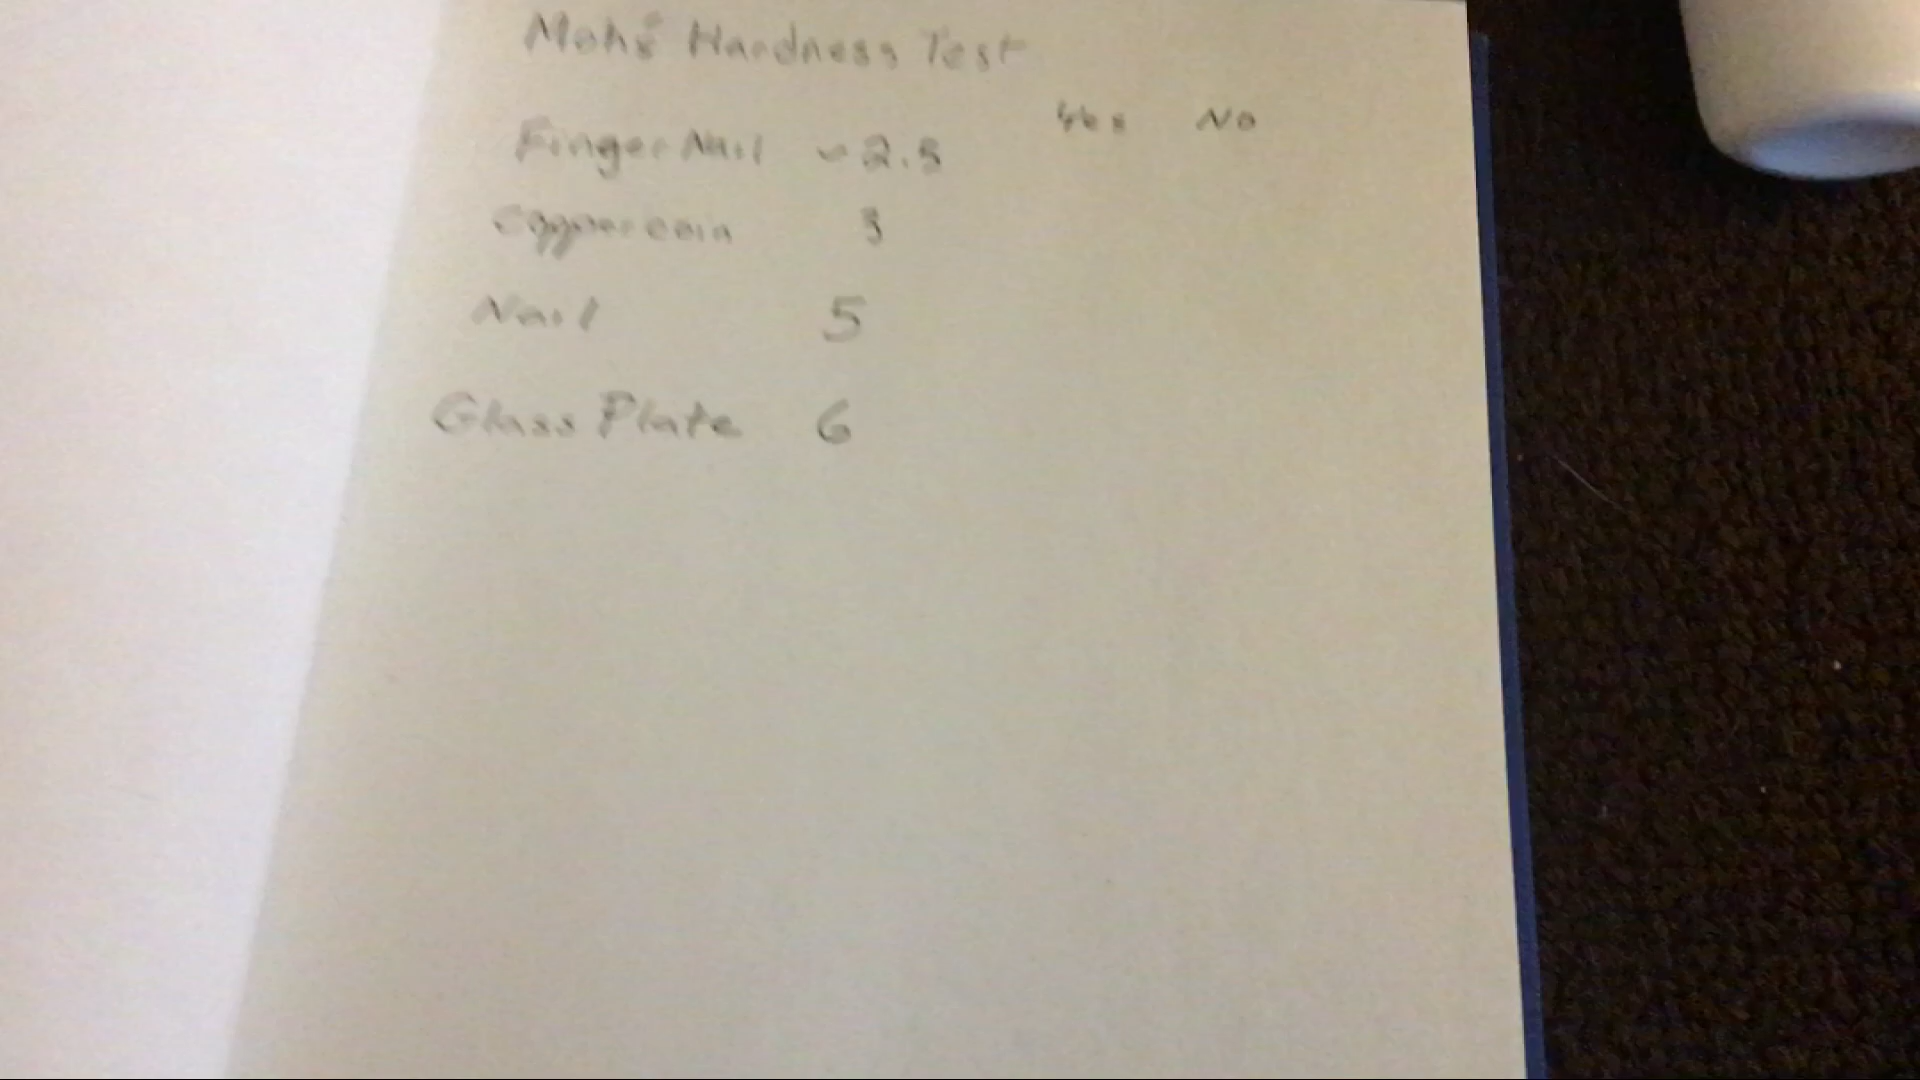 Mohs Hardness Test
Yes No
Finger Nail ~2.5
Copper coin 3
Nail 5
Glass Plate 6